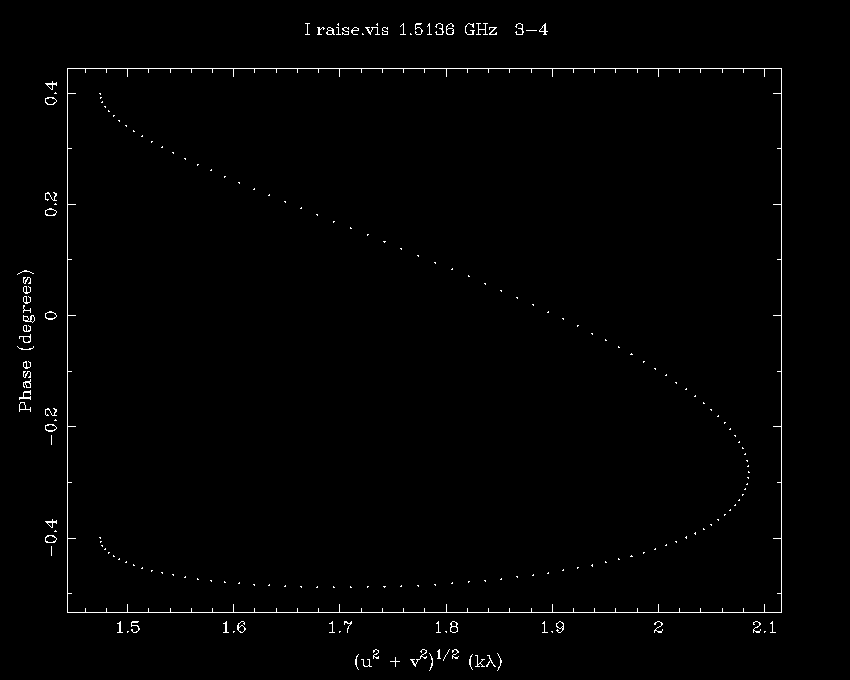 I raise.vis 1.5136 GHz 3−4
0.4
0.2
0
−0.2
−0.4
Phase (degrees)
1.5 1.6 1.7 1.8 1.9 2 2.1
(u² + v²)^1/2 (kλ)